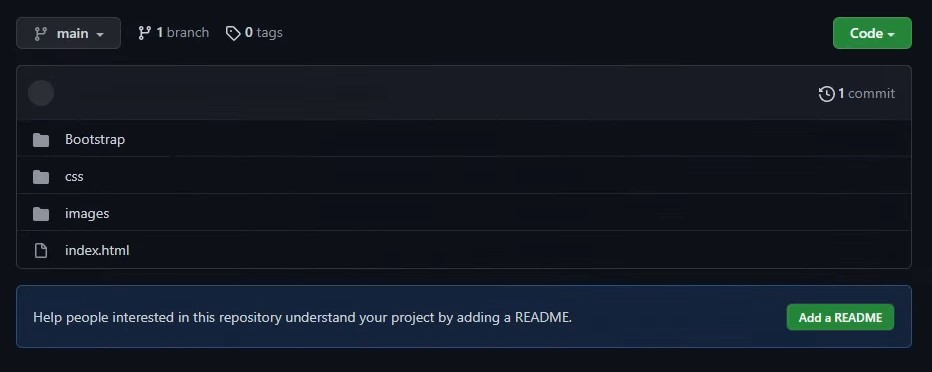 main 1 branch 0 tags Code
1 commit
Bootstrap
css
images
index.html
Help people interested in this repository understand your project by adding a README. Add a README